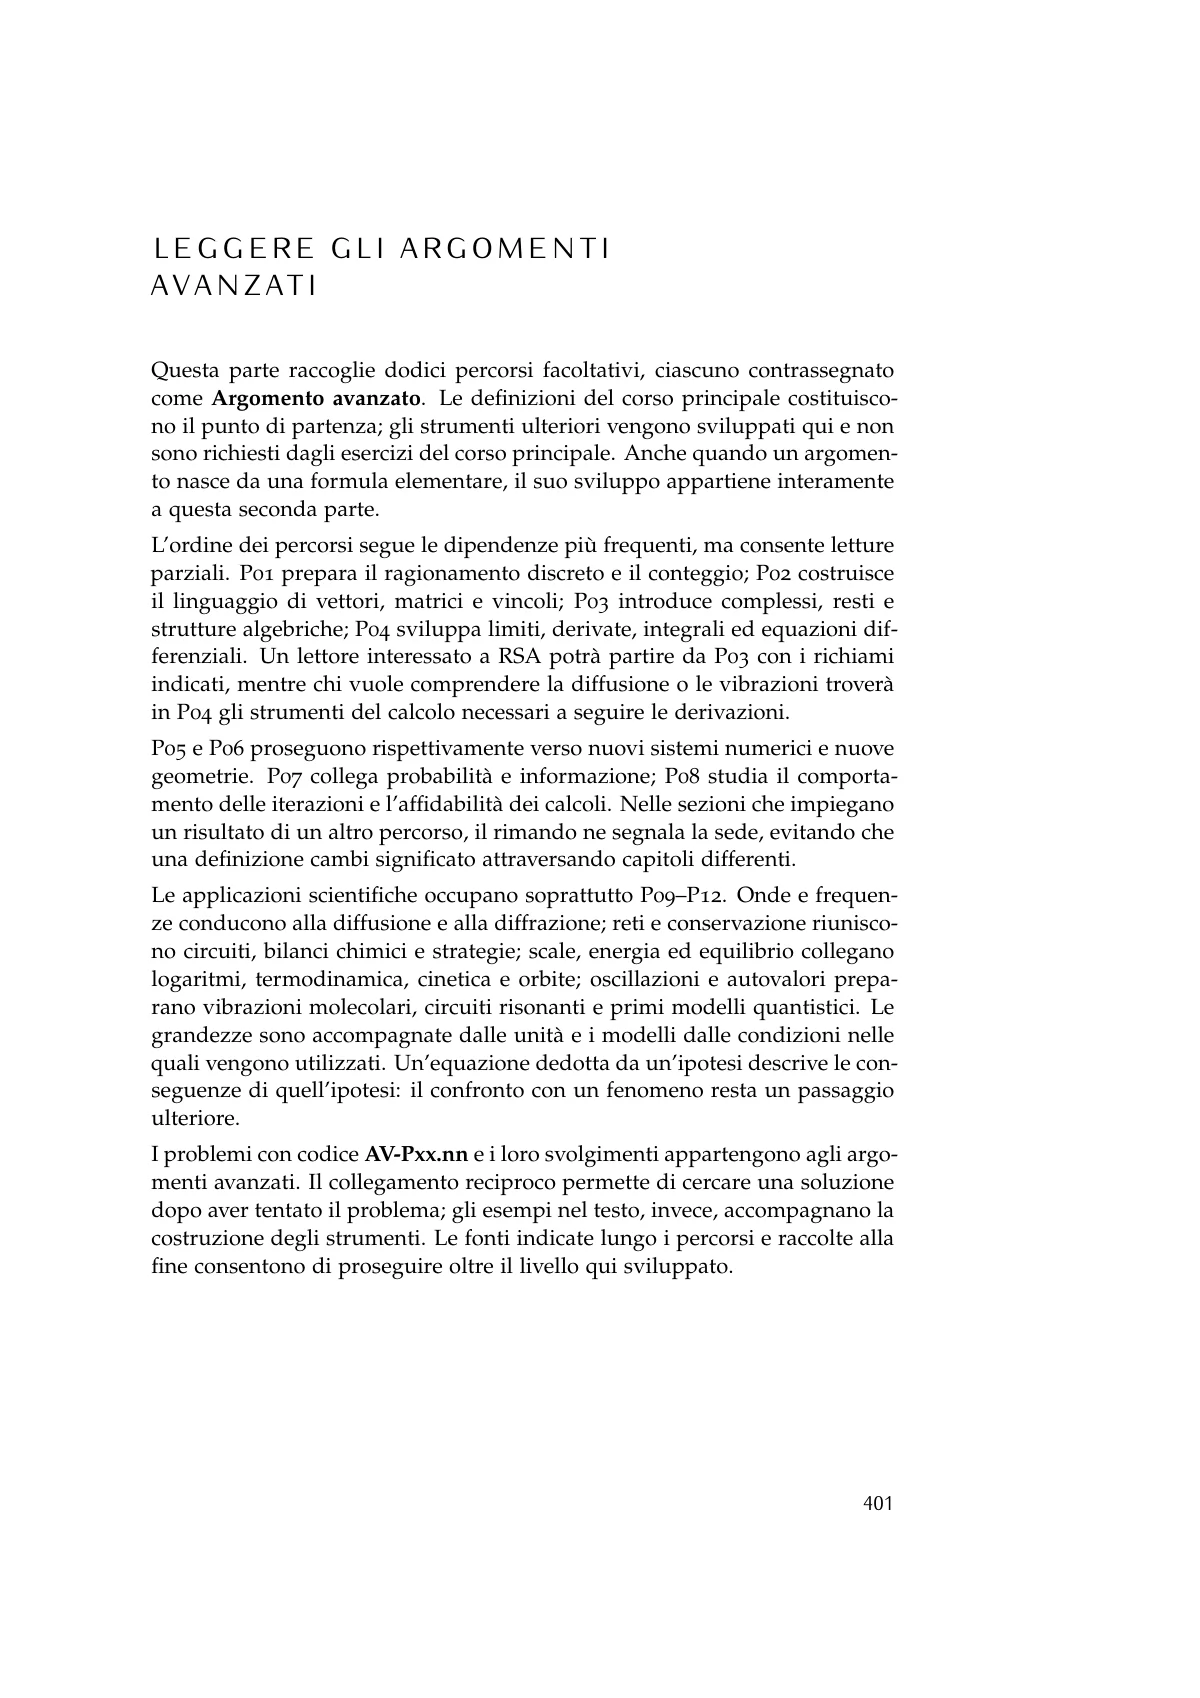 LEGGERE GLI ARGOMENTI
AVANZATI
Questa parte raccoglie dodici percorsi facoltativi, ciascuno contrassegnato
come Argomento avanzato. Le definizioni del corso principale costituisco-
no il punto di partenza; gli strumenti ulteriori vengono sviluppati qui e non
sono richiesti dagli esercizi del corso principale. Anche quando un argomen-
to nasce da una formula elementare, il suo sviluppo appartiene interamente
a questa seconda parte.
L'ordine dei percorsi segue le dipendenze più frequenti, ma consente letture
parziali. P01 prepara il ragionamento discreto e il conteggio; P02 costruisce
il linguaggio di vettori, matrici e vincoli; P03 introduce complessi, resti e
strutture algebriche; P04 sviluppa limiti, derivate, integrali ed equazioni dif-
ferenziali. Un lettore interessato a RSA potrà partire da P03 con i richiami
indicati, mentre chi vuole comprendere la diffusione o le vibrazioni troverà
in P04 gli strumenti del calcolo necessari a seguire le derivazioni.
P05 e P06 proseguono rispettivamente verso nuovi sistemi numerici e nuove
geometrie. P07 collega probabilità e informazione; P08 studia il comporta-
mento delle iterazioni e l'affidabilità dei calcoli. Nelle sezioni che impiegano
un risultato di un altro percorso, il rimando ne segnala la sede, evitando che
una definizione cambi significato attraversando capitoli differenti.
Le applicazioni scientifiche occupano soprattutto P09–P12. Onde e frequen-
ze conducono alla diffusione e alla diffrazione; reti e conservazione riunisco-
no circuiti, bilanci chimici e strategie; scale, energia ed equilibrio collegano
logaritmi, termodinamica, cinetica e orbite; oscillazioni e autovalori prepa-
rano vibrazioni molecolari, circuiti risonanti e primi modelli quantistici. Le
grandezze sono accompagnate dalle unità e i modelli dalle condizioni nelle
quali vengono utilizzati. Un'equazione dedotta da un'ipotesi descrive le con-
seguenze di quell'ipotesi: il confronto con un fenomeno resta un passaggio
ulteriore.
I problemi con codice AV-Pxx.nn e i loro svolgimenti appartengono agli argo-
menti avanzati. Il collegamento reciproco permette di cercare una soluzione
dopo aver tentato il problema; gli esempi nel testo, invece, accompagnano la
costruzione degli strumenti. Le fonti indicate lungo i percorsi e raccolte alla
fine consentono di proseguire oltre il livello qui sviluppato.
401